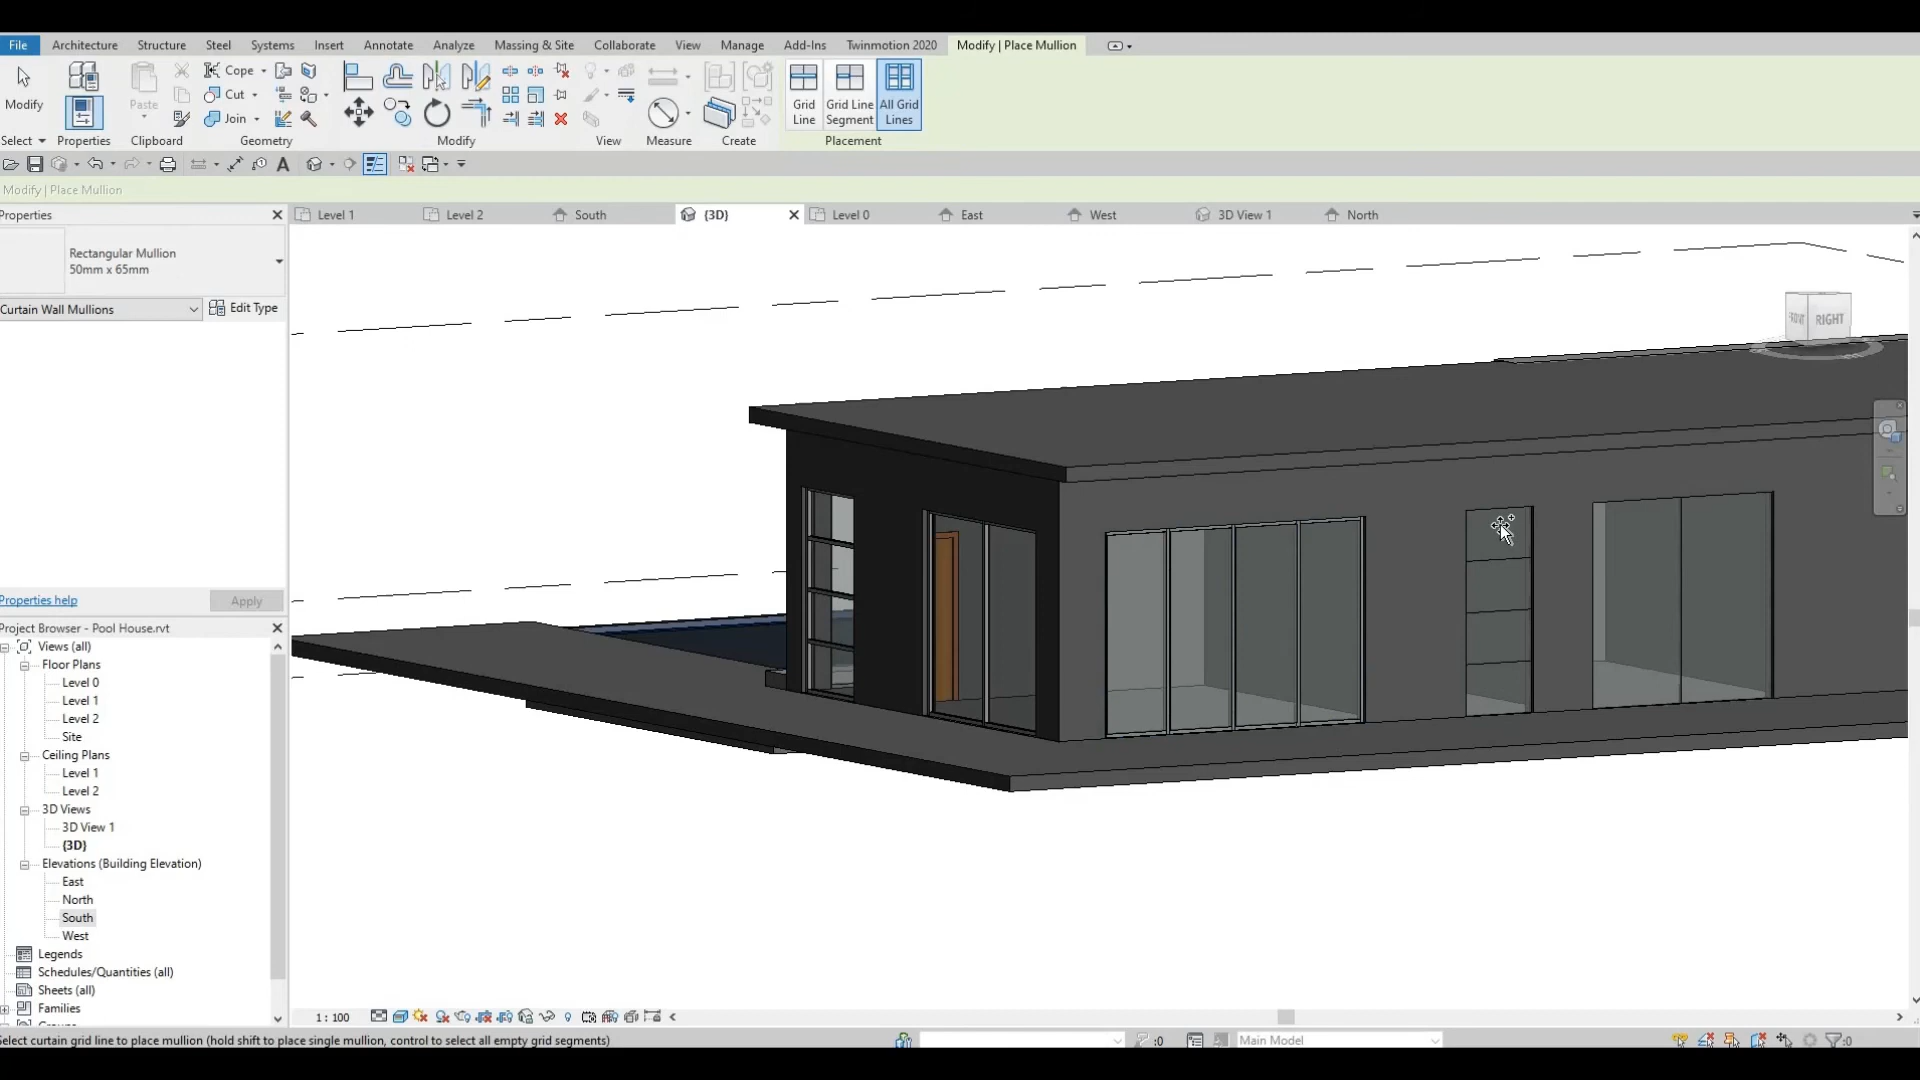 File Architecture Structure Steel Systems Insert Annotate Analyze Massing & Site Collaborate View Manage Add-Ins Twinmotion 2020 Modify | Place Mullion
Modify
Paste
Cope
Cut
Join
Grid Line
Grid Line Segment
All Grid Lines
Select Properties Clipboard Geometry Modify View Measure Create Placement
Modify | Place Mullion
Properties
Level 1 Level 2 South {3D} Level 0 East West 3D View 1 North
Rectangular Mullion
50mm x 65mm
Curtain Wall Mullions Edit Type
FRONT RIGHT
Properties help Apply
Project Browser - Pool House.rvt
Views (all)
Floor Plans
Level 0
Level 1
Level 2
Site
Ceiling Plans
Level 1
Level 2
3D Views
3D View 1
{3D}
Elevations (Building Elevation)
East
North
South
West
Legends
Schedules/Quantities (all)
Sheets (all)
Families
1 : 100
Select curtain grid line to place mullion (hold shift to place single mullion, control to select all empty grid segments)
:0
Main Model
:0